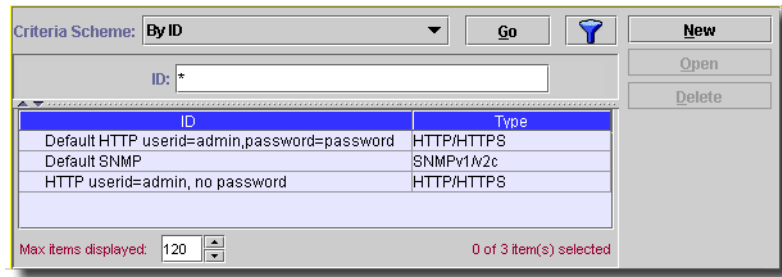 Criteria Scheme: By ID Go New
Open
ID: *
Delete
ID Type
Default HTTP userid=admin,password=password HTTP/HTTPS
Default SNMP SNMPv1/v2c
HTTP userid=admin, no password HTTP/HTTPS
Max items displayed: 120 0 of 3 item(s) selected